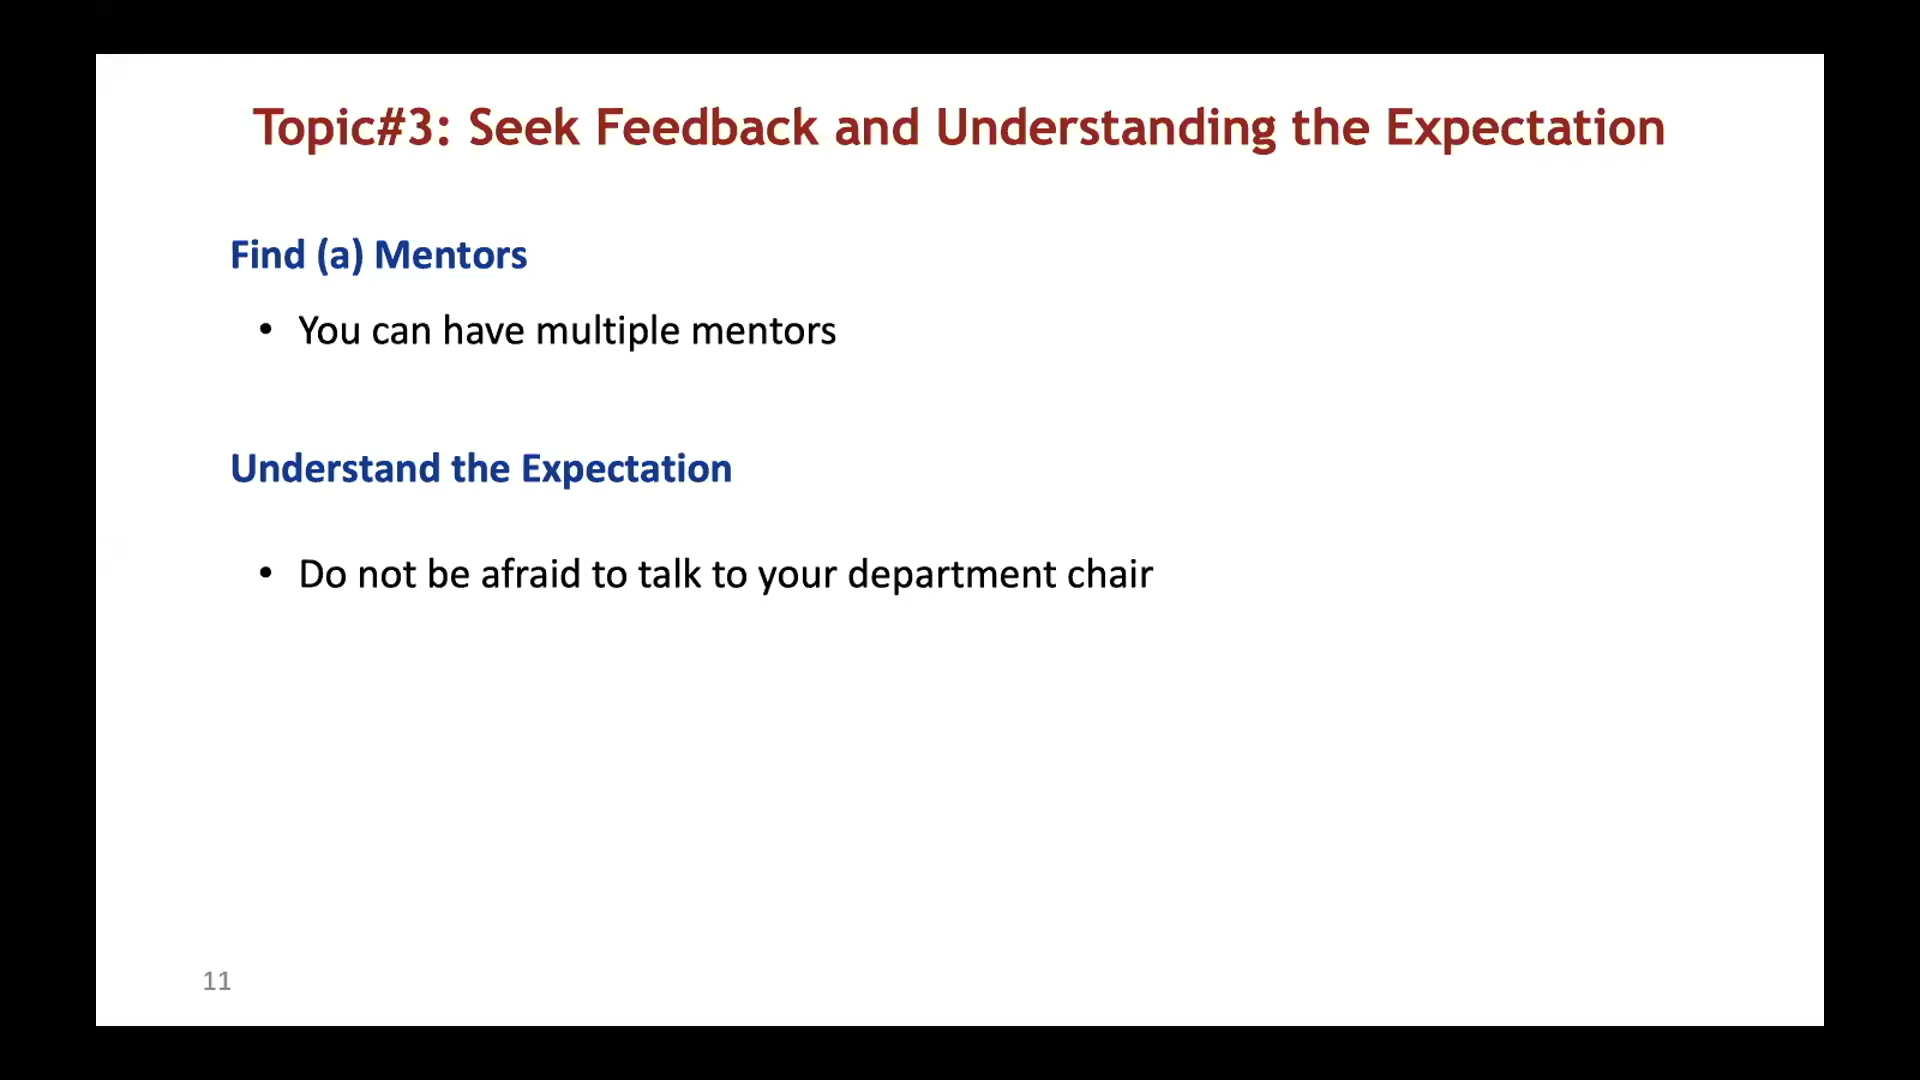 Topic#3: Seek Feedback and Understanding the Expectation
Find (a) Mentors
• You can have multiple mentors
Understand the Expectation
• Do not be afraid to talk to your department chair
11